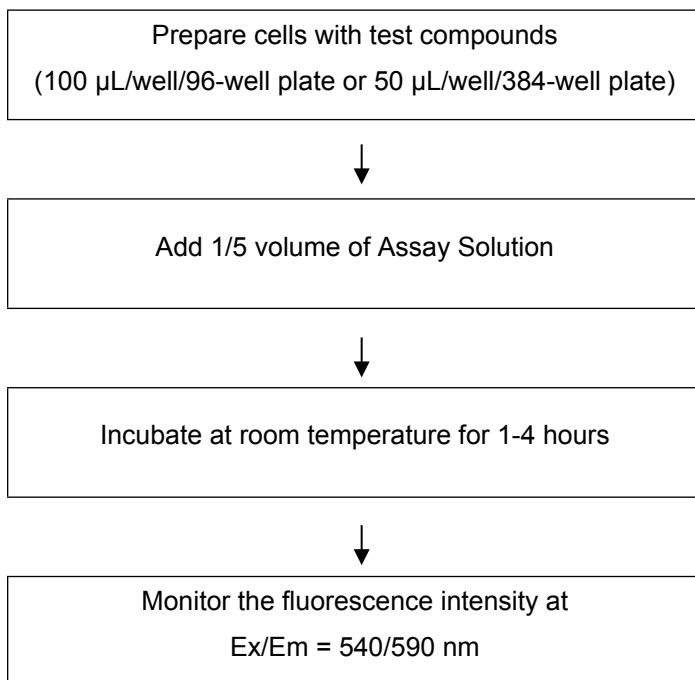 Prepare cells with test compounds
(100 µL/well/96-well plate or 50 µL/well/384-well plate)
Add 1/5 volume of Assay Solution
Incubate at room temperature for 1-4 hours
Monitor the fluorescence intensity at
Ex/Em = 540/590 nm